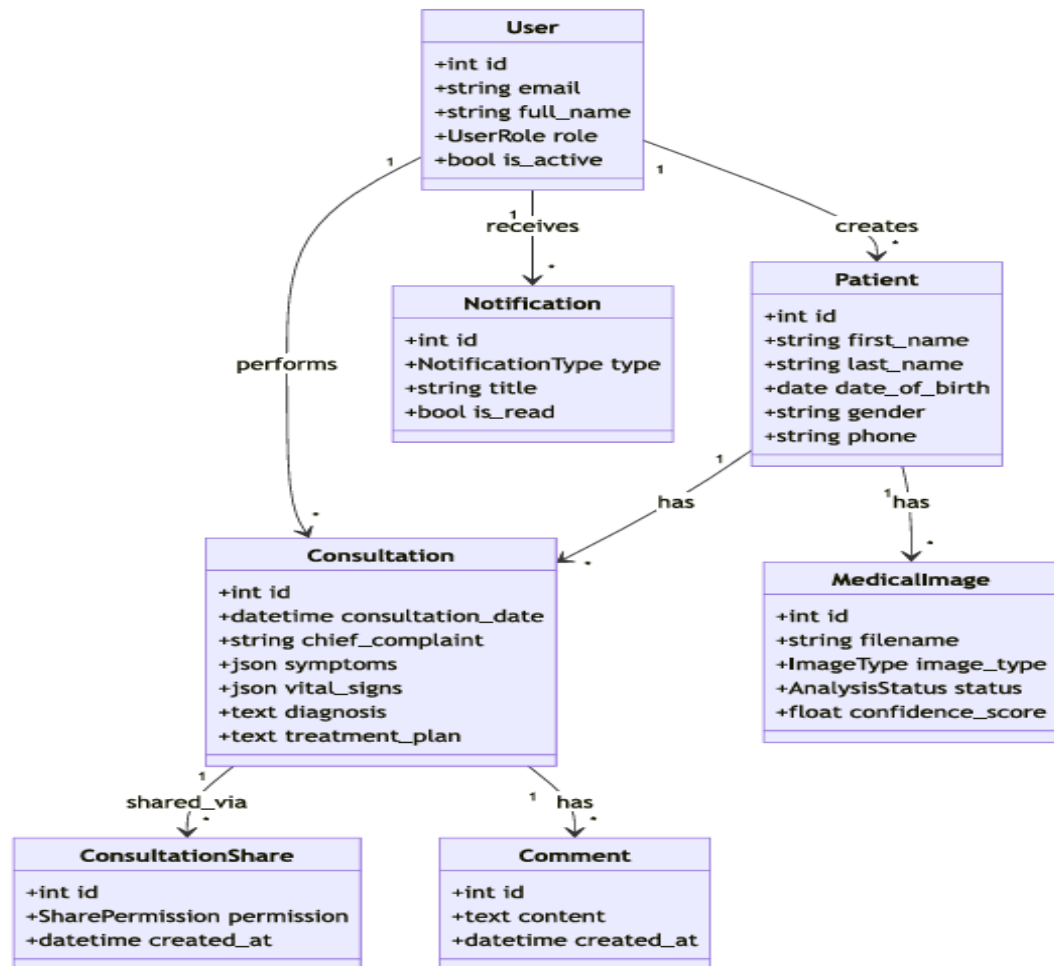 User
+int id
+string email
+string full_name
+UserRole role
+bool is_active
1
1
1
receives
creates
*
*
Notification
+int id
+NotificationType type
+string title
+bool is_read
Patient
+int id
+string first_name
+string last_name
+date date_of_birth
+string gender
+string phone
performs
1
1
has
has
*
*
*
Consultation
+int id
+datetime consultation_date
+string chief_complaint
+json symptoms
+json vital_signs
+text diagnosis
+text treatment_plan
MedicalImage
+int id
+string filename
+ImageType image_type
+AnalysisStatus status
+float confidence_score
1
shared_via
*
1
has
*
ConsultationShare
+int id
+SharePermission permission
+datetime created_at
Comment
+int id
+text content
+datetime created_at